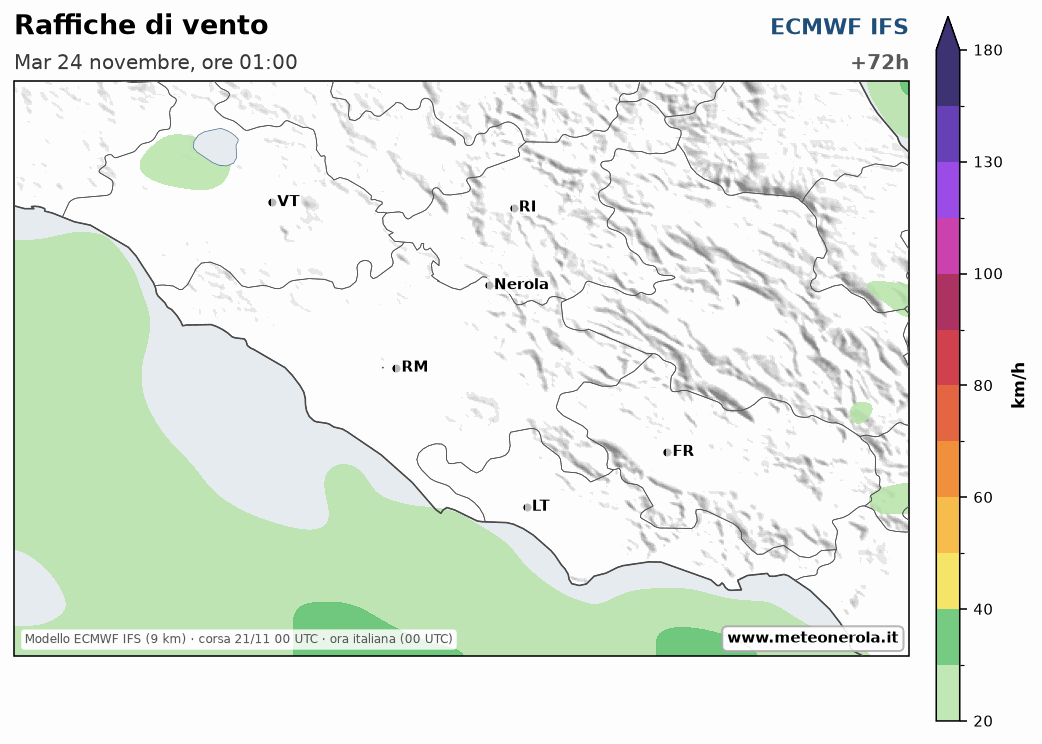 Raffiche di vento
ECMWF IFS
Mar 24 novembre, ore 01:00
+72h
VT
RI
Nerola
RM
FR
LT
Modello ECMWF IFS (9 km) · corsa 21/11 00 UTC · ora italiana (00 UTC)
www.meteonerola.it
180
130
100
80
60
40
20
km/h